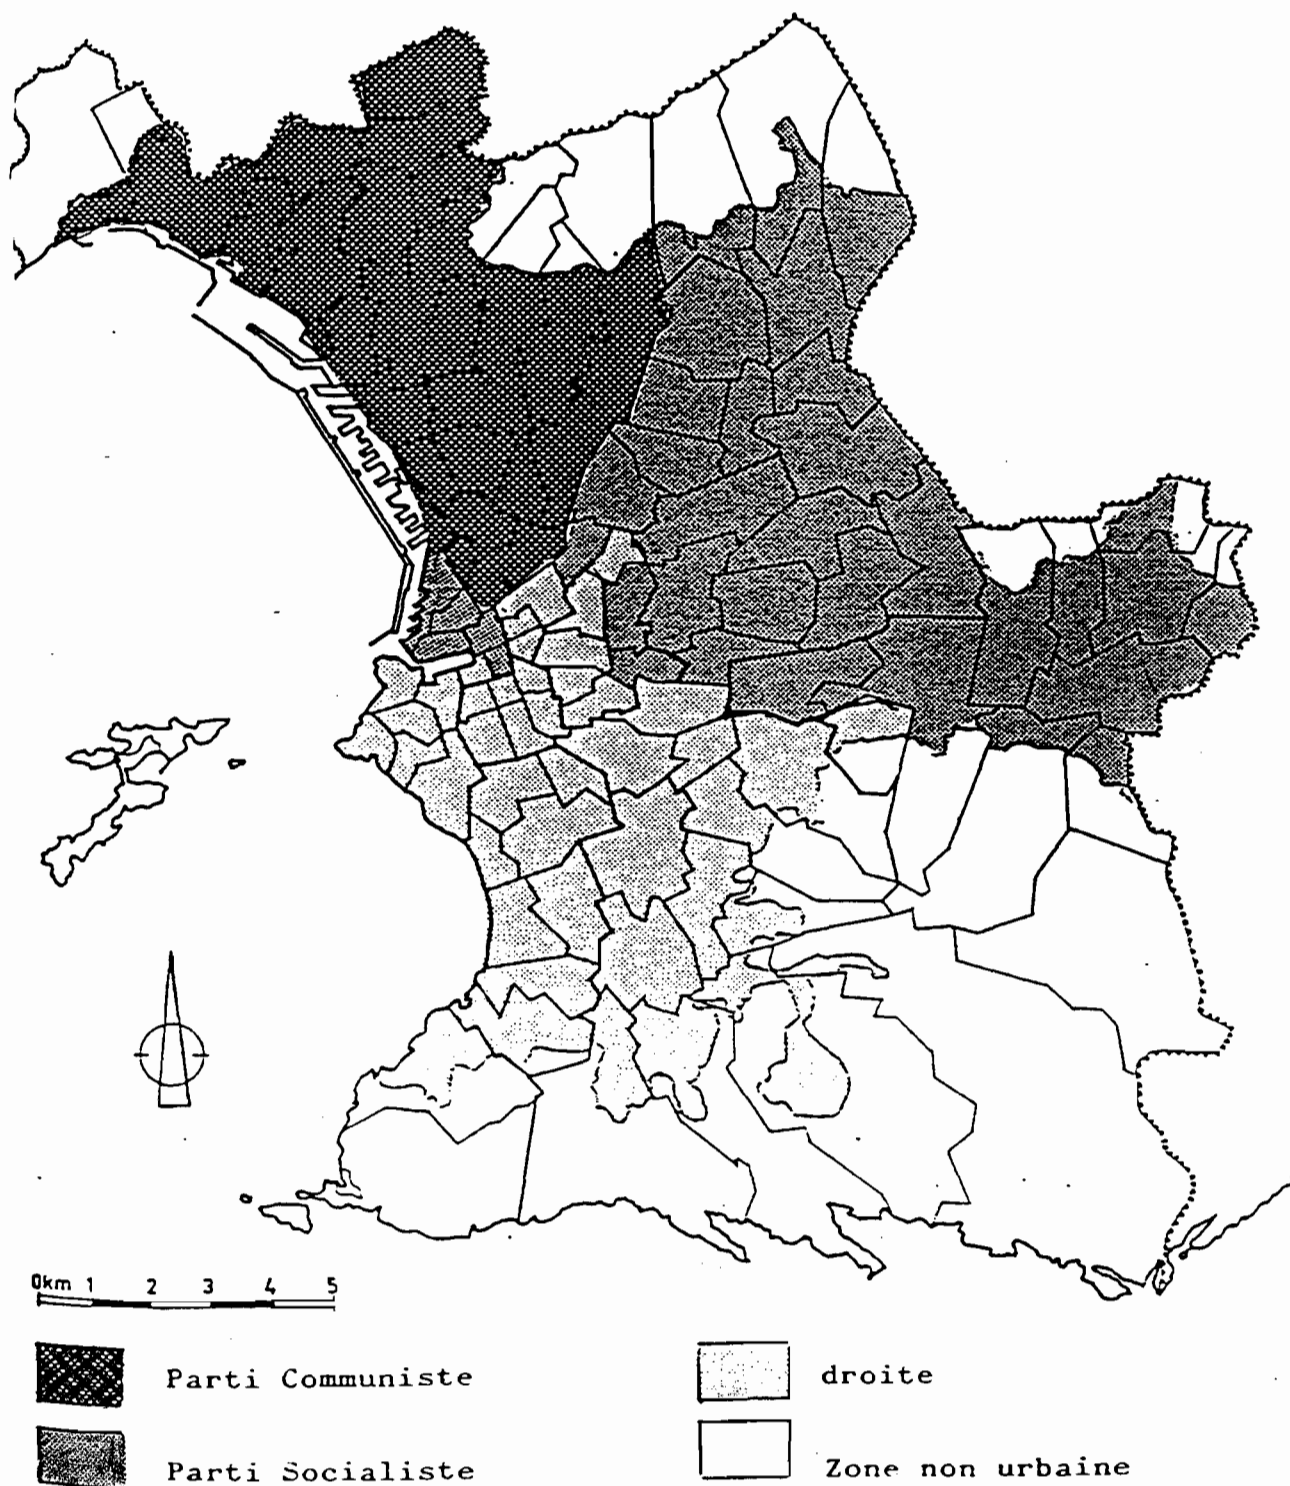 0km 1 2 3 4 5
Parti Communiste
droite
Parti Socialiste
Zone non urbaine